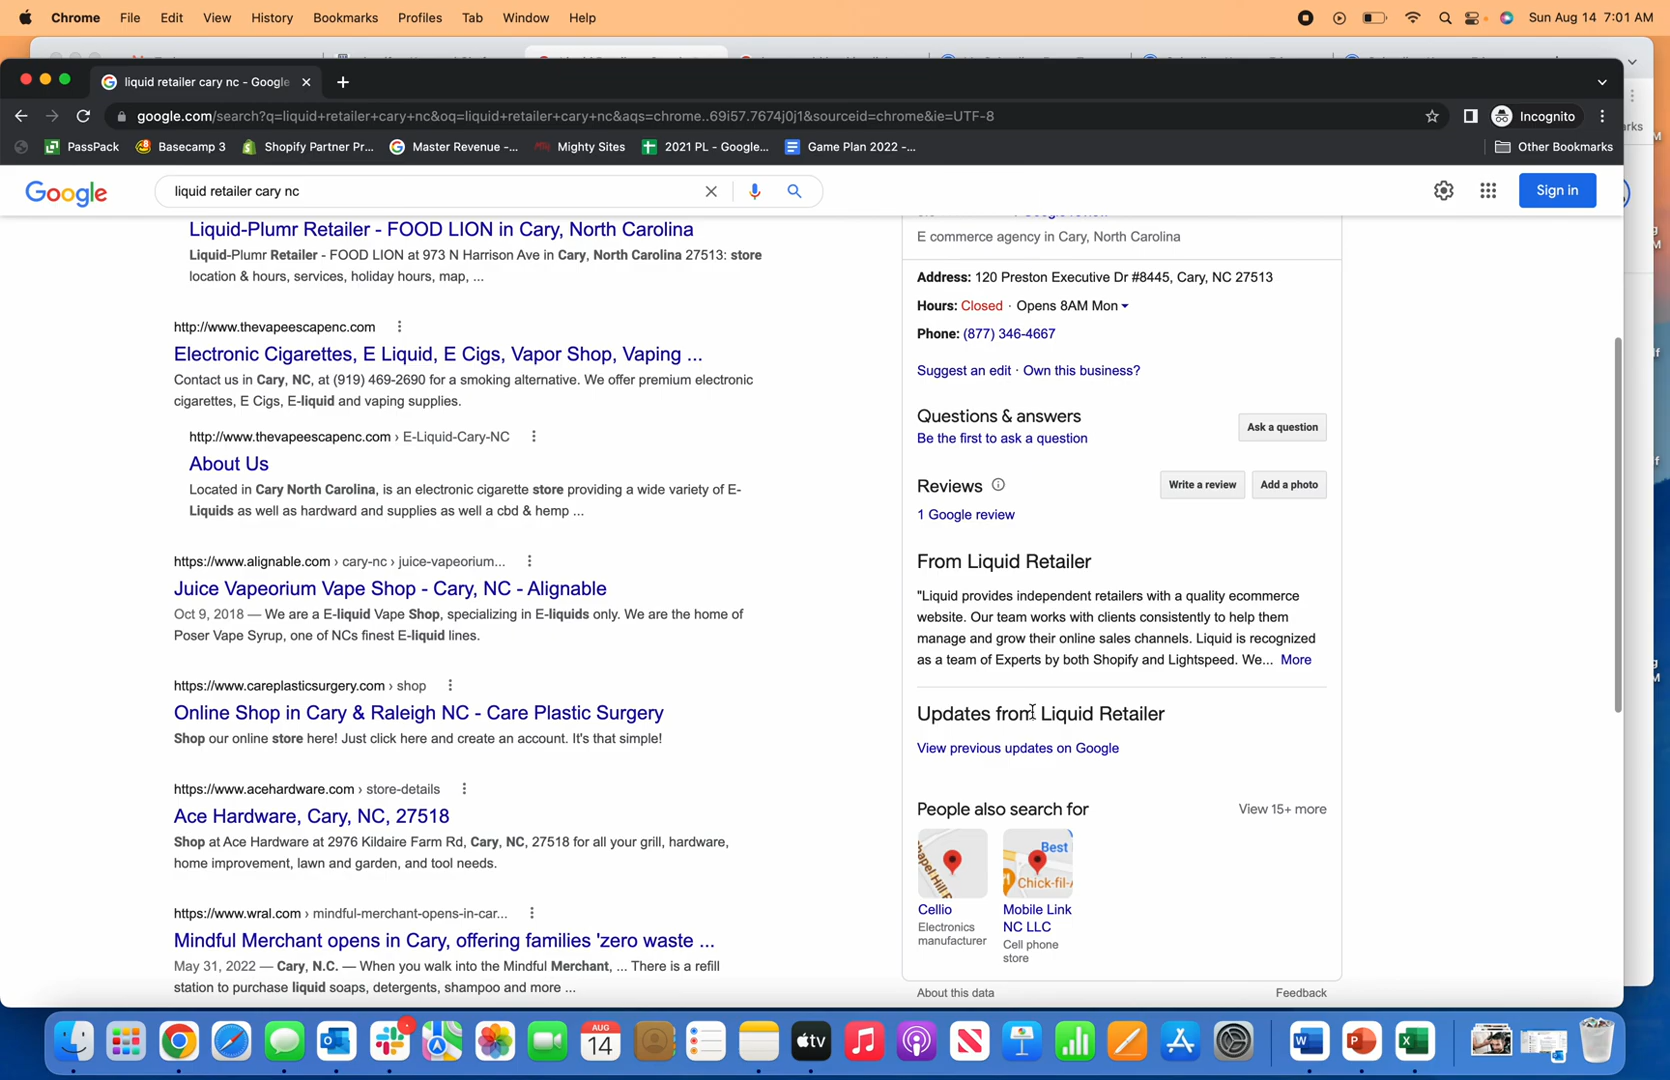 Chrome File Edit View History Bookmarks Profiles Tab Window Help Sun Aug 14 7:01 AM
liquid retailer cary nc - Google
google.com/search?q=liquid+retailer+cary+nc&oq=liquid+retailer+cary+nc&aqs=chrome..69i57.7674j0j1&sourceid=chrome&ie=UTF-8 Incognito
PassPack Basecamp 3 Shopify Partner Pr... Master Revenue -... Mighty Sites 2021 PL - Google... Game Plan 2022 -... Other Bookmarks
Google liquid retailer cary nc Sign in
Liquid-Plumr Retailer - FOOD LION in Cary, North Carolina
Liquid-Plumr Retailer - FOOD LION at 973 N Harrison Ave in Cary, North Carolina 27513: store
location & hours, services, holiday hours, map, ...
http://www.thevapeescapenc.com
Electronic Cigarettes, E Liquid, E Cigs, Vapor Shop, Vaping ...
Contact us in Cary, NC, at (919) 469-2690 for a smoking alternative. We offer premium electronic
cigarettes, E Cigs, E-liquid and vaping supplies.
http://www.thevapeescapenc.com › E-Liquid-Cary-NC
About Us
Located in Cary North Carolina, is an electronic cigarette store providing a wide variety of E-
Liquids as well as hardward and supplies as well a cbd & hemp ...
https://www.alignable.com › cary-nc › juice-vapeorium...
Juice Vapeorium Vape Shop - Cary, NC - Alignable
Oct 9, 2018 — We are a E-liquid Vape Shop, specializing in E-liquids only. We are the home of
Poser Vape Syrup, one of NCs finest E-liquid lines.
https://www.careplasticsurgery.com › shop
Online Shop in Cary & Raleigh NC - Care Plastic Surgery
Shop our online store here! Just click here and create an account. It's that simple!
https://www.acehardware.com › store-details
Ace Hardware, Cary, NC, 27518
Shop at Ace Hardware at 2976 Kildaire Farm Rd, Cary, NC, 27518 for all your grill, hardware,
home improvement, lawn and garden, and tool needs.
https://www.wral.com › mindful-merchant-opens-in-car...
Mindful Merchant opens in Cary, offering families 'zero waste ...
May 31, 2022 — Cary, N.C. — When you walk into the Mindful Merchant, ... There is a refill
station to purchase liquid soaps, detergents, shampoo and more ...
E commerce agency in Cary, North Carolina
Address: 120 Preston Executive Dr #8445, Cary, NC 27513
Hours: Closed · Opens 8AM Mon
Phone: (877) 346-4667
Suggest an edit · Own this business?
Questions & answers
Be the first to ask a question
Ask a question
Reviews
Write a review Add a photo
1 Google review
From Liquid Retailer
"Liquid provides independent retailers with a quality ecommerce
website. Our team works with clients consistently to help them
manage and grow their online sales channels. Liquid is recognized
as a team of Experts by both Shopify and Lightspeed. We... More
Updates from Liquid Retailer
View previous updates on Google
People also search for View 15+ more
Best
Chick-fil-A
Cellio
Electronics
manufacturer
Mobile Link
NC LLC
Cell phone
store
About this data Feedback
AUG
14
tv